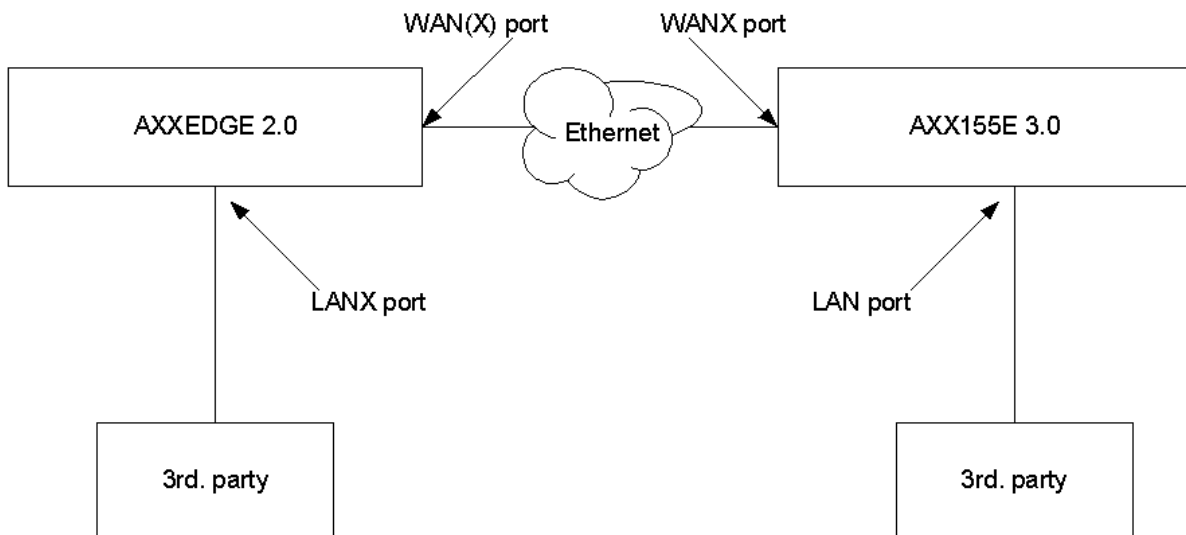 WAN(X) port
WANX port
AXXEDGE 2.0
Ethernet
AXX155E 3.0
LANX port
LAN port
3rd. party
3rd. party